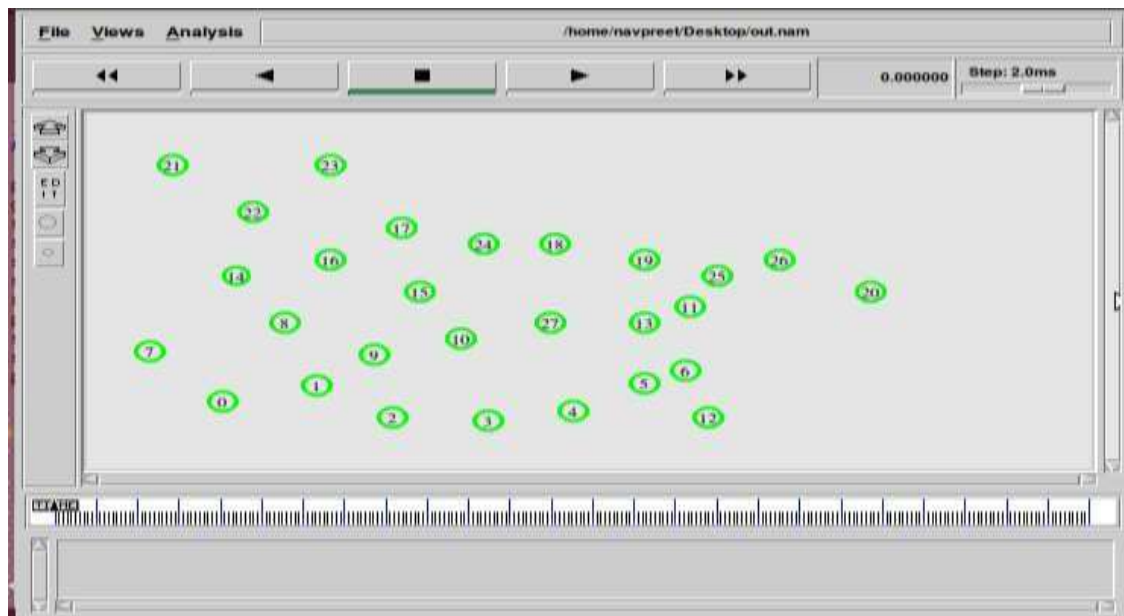 File Views Analysis /home/navpreet/Desktop/out.nam
0.000000 Step: 2.0ms
E D
I T
21 23
22
17
24 18
16 19 26
14 25
15 20
11
8 27 13
10
7 9
6
1 5
0
4
2 3 12
TIME